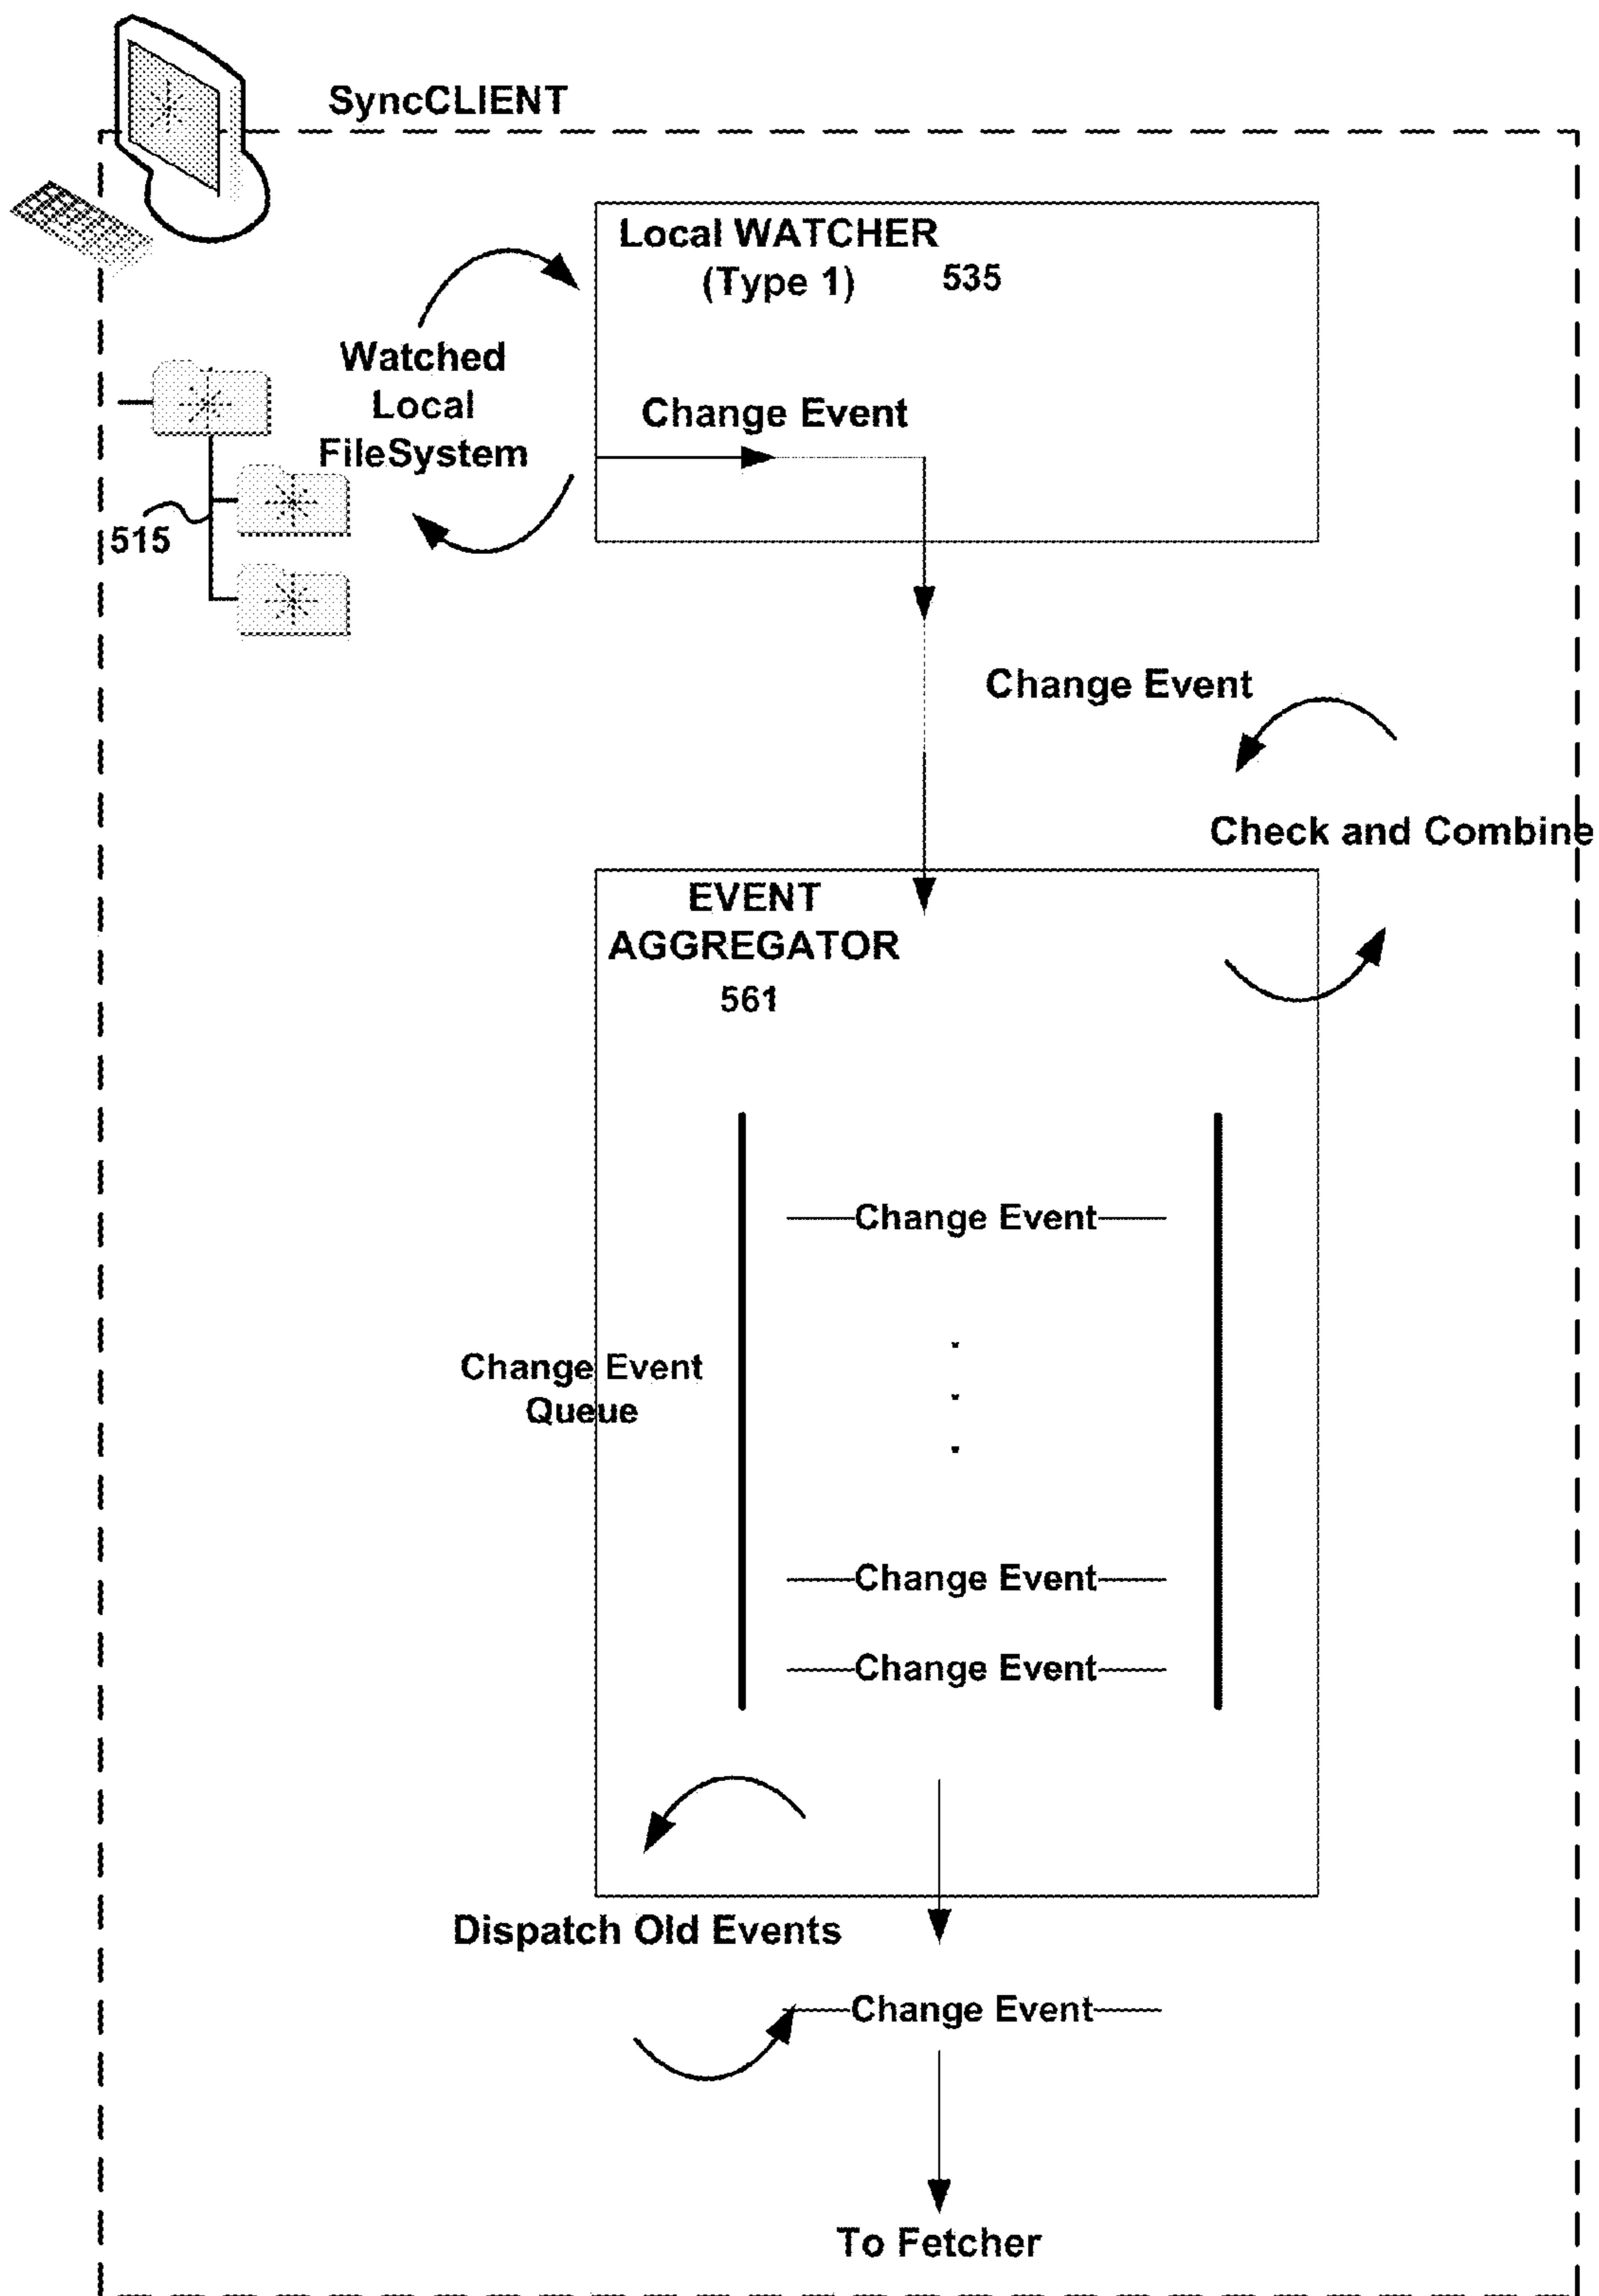 SyncCLIENT
Local WATCHER
(Type 1) 535
Watched
Local
FileSystem
Change Event
515
Change Event
Check and Combine
EVENT
AGGREGATOR
561
Change Event
Change Event
Queue
Change Event
Change Event
Dispatch Old Events
Change Event
To Fetcher